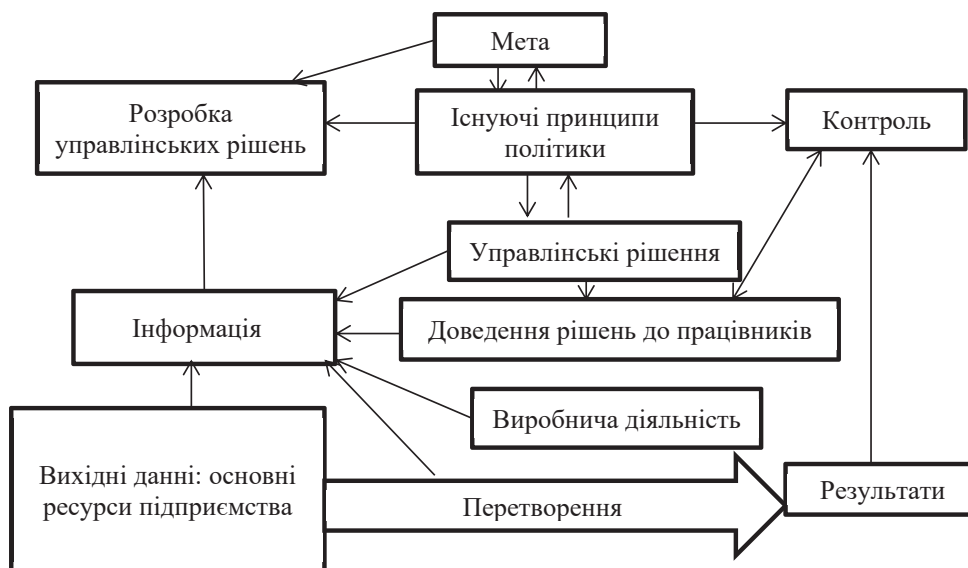 Мета
Розробка
управлінських рішень
Існуючі принципи
політики
Контроль
Управлінські рішення
Інформація
Доведення рішень до працівників
Виробнича діяльність
Вихідні данні: основні
ресурси підприємства
Перетворення
Результати